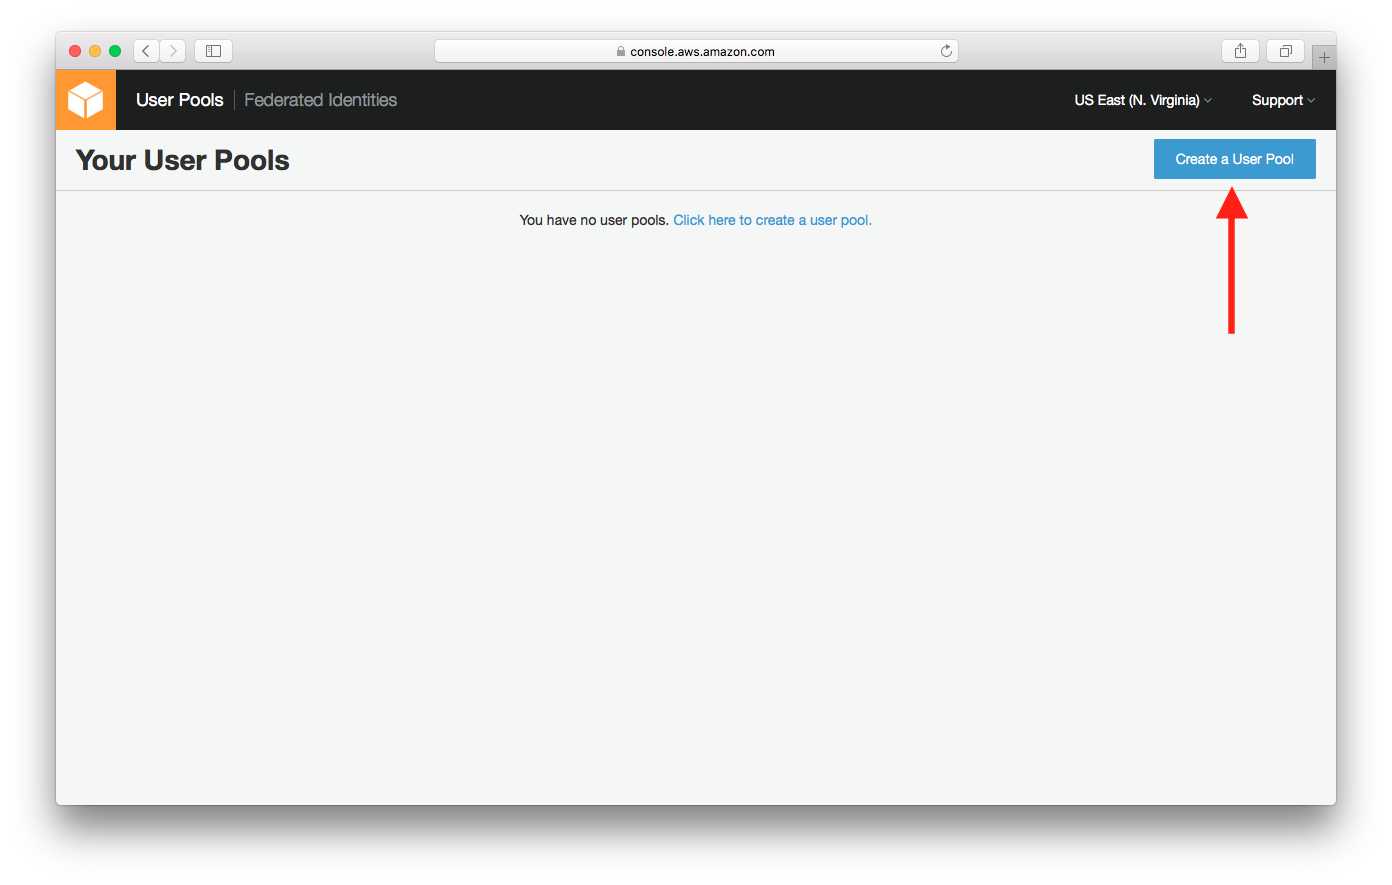 console.aws.amazon.com
User Pools Federated Identities US East (N. Virginia) Support
Your User Pools Create a User Pool
You have no user pools. Click here to create a user pool.